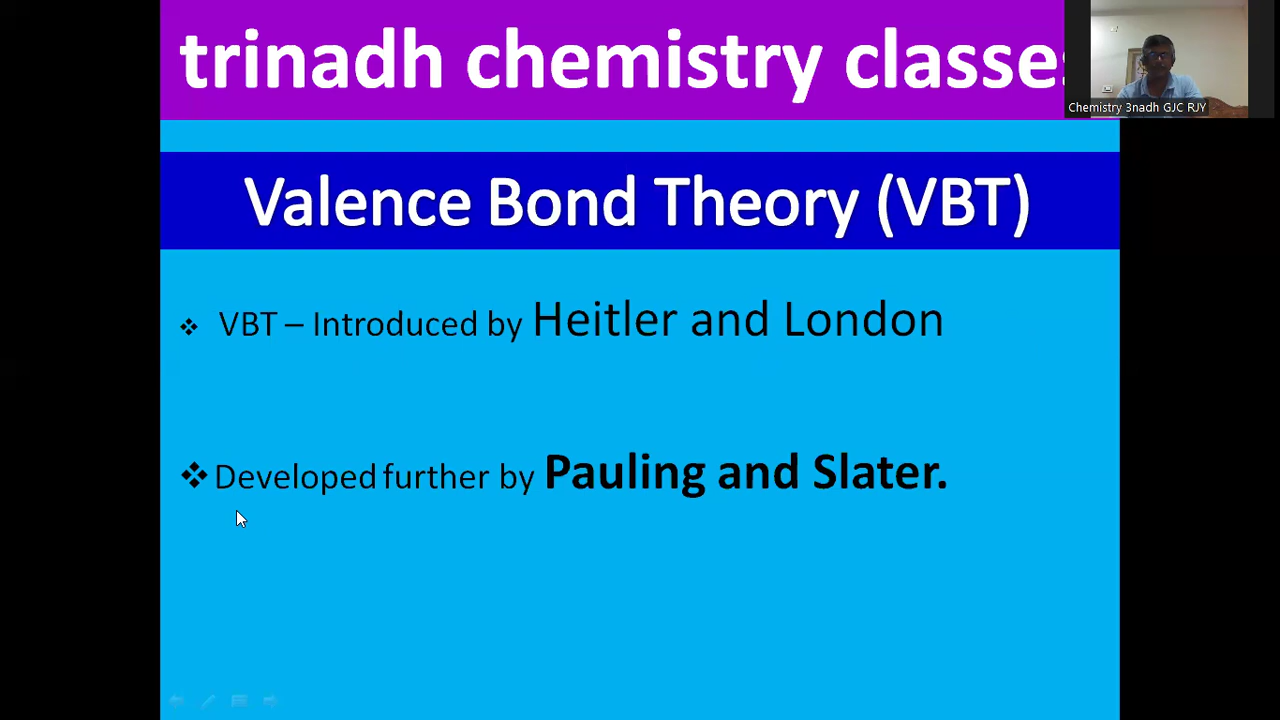 trinadh chemistry classes
Chemistry 3nadh GJC RJY
Valence Bond Theory (VBT)
❖ VBT – Introduced by Heitler and London
❖ Developed further by Pauling and Slater.